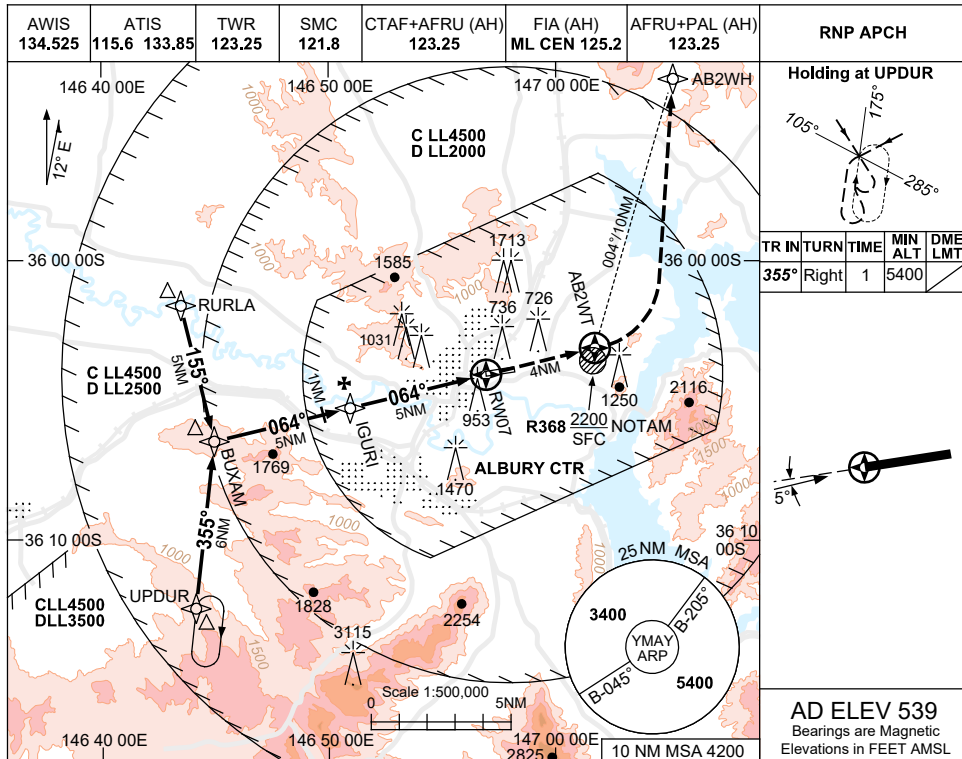 AWIS
134.525
ATIS
115.6 133.85
TWR
123.25
SMC
121.8
CTAF+AFRU (AH)
123.25
FIA (AH)
ML CEN 125.2
AFRU+PAL (AH)
123.25
RNP APCH
146 40 00E
146 50 00E
147 00 00E
AB2WH
12° E
1000
C LL4500
D LL2000
1000
Holding at UPDUR
105°
175°
285°
TR IN
TURN
TIME
MIN ALT
DME LMT
355°
Right
1
5400
36 00 00S
36 00 00S
004°/10NM
1713
1585
1000
RURLA
1031
736
726
AB2WT
155°
5NM
C LL4500
D LL2500
1NM
064°
5NM
4NM
064°
5NM
IGURI
RW07
953
R368
2200
SFC
NOTAM
1250
2116
1500
BUXAM
1769
1470
ALBURY CTR
5°
355°
6NM
1000
1000
1000
36 10 00S
36 10
00S
25 NM MSA
UPDUR
CLL4500
DLL3500
1500
1828
2254
3115
3400
YMAY
ARP
B-205°
B-045°
5400
Scale 1:500,000
0
5NM
146 40 00E
146 50 00E
147 00 00E
2825
10 NM MSA 4200
AD ELEV 539
Bearings are Magnetic
Elevations in FEET AMSL